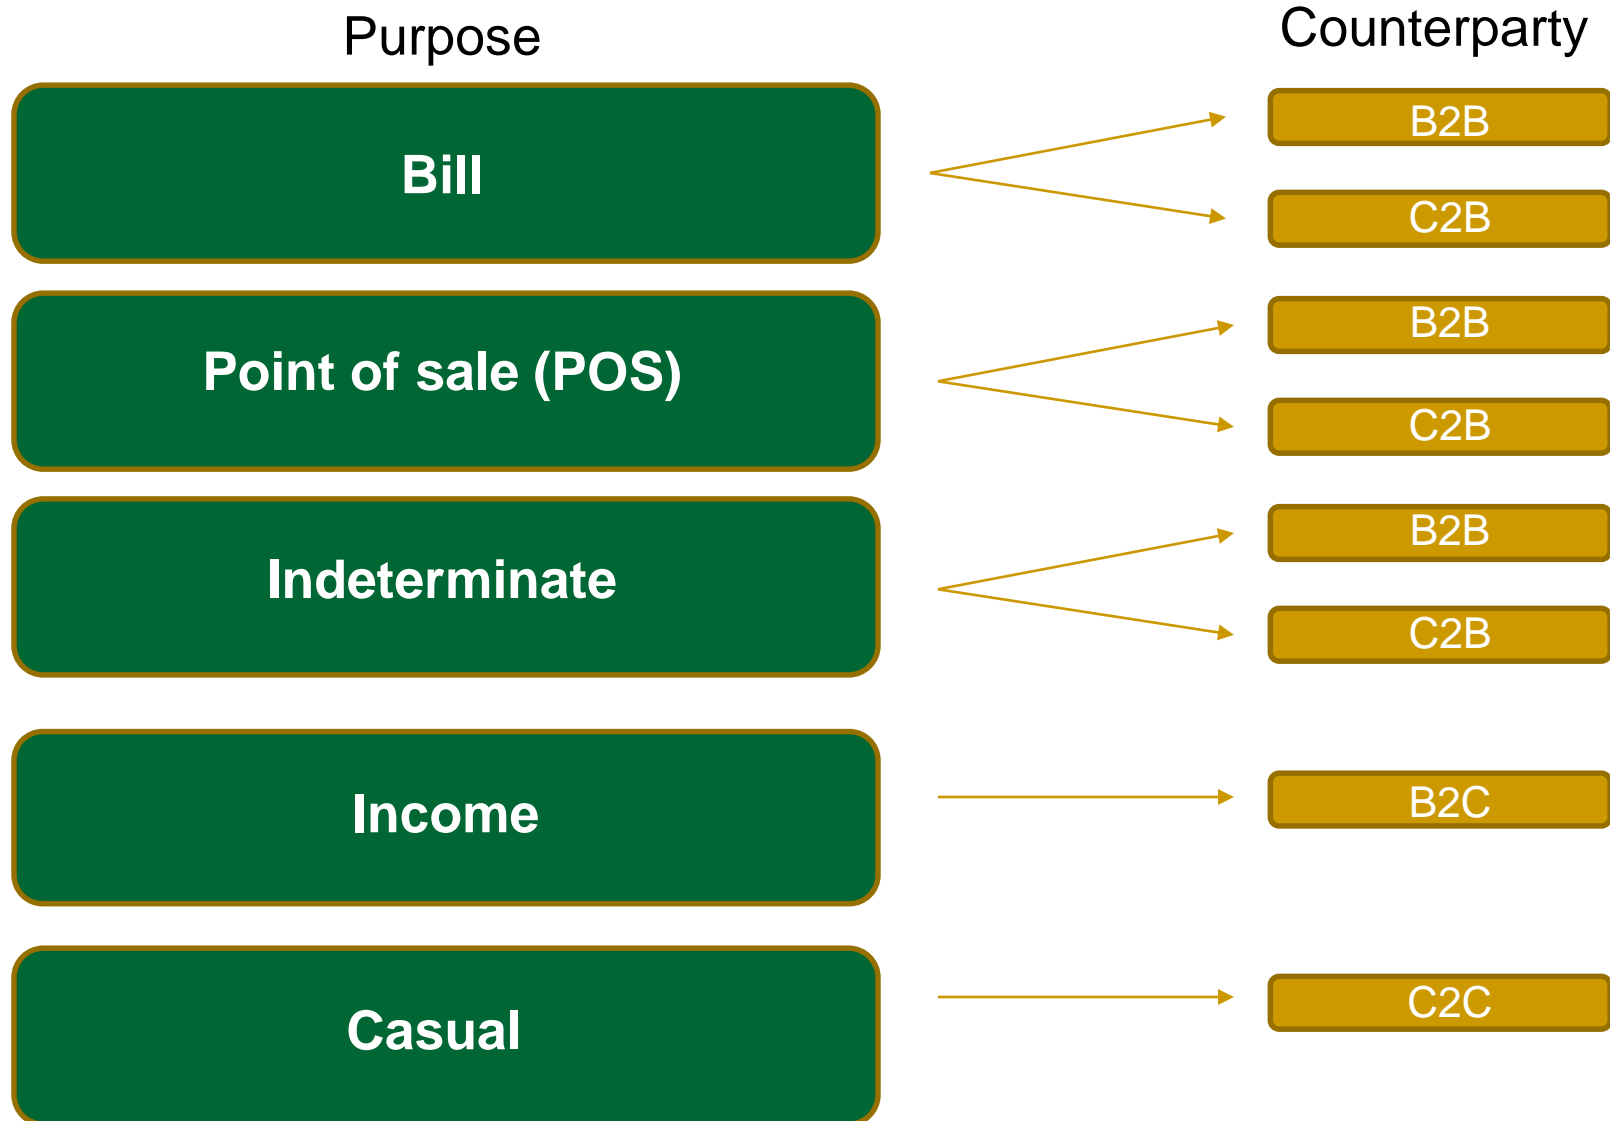 Purpose
Counterparty
Bill
B2B
C2B
Point of sale (POS)
B2B
C2B
Indeterminate
B2B
C2B
Income
B2C
Casual
C2C